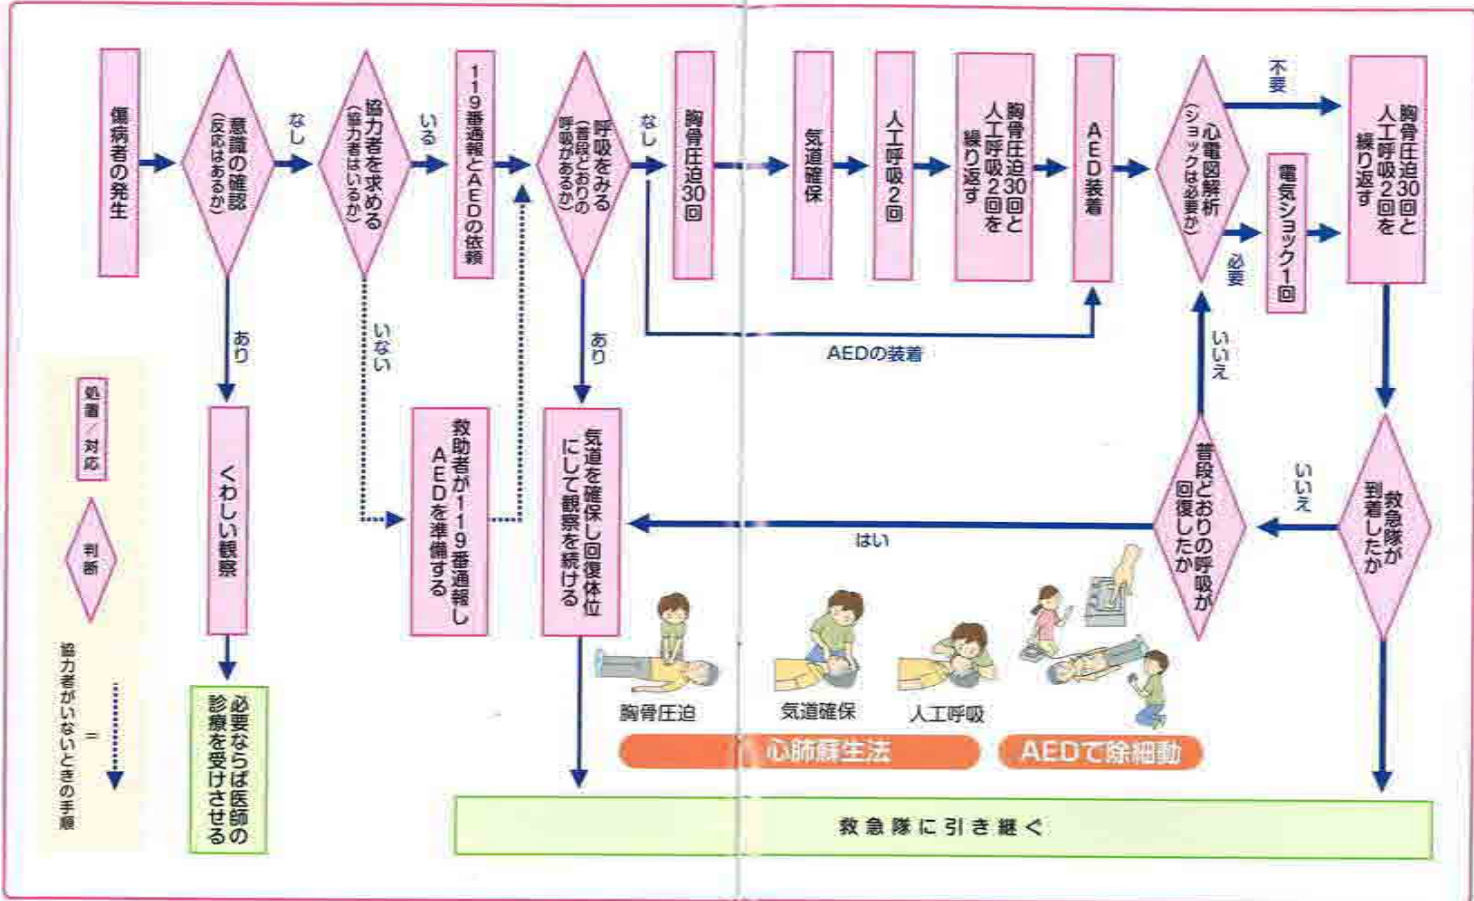 傷病者の発生
意識の確認
(反応はあるか)
なし
あり
協力者を求める
(協力者はいるか)
いる
いない
119番通報とAEDの依頼
呼吸をみる
(普段どおりの
呼吸があるか)
なし
あり
胸骨圧迫30回
気道確保
人工呼吸2回
胸骨圧迫30回と
人工呼吸2回を
繰り返す
AED装着
心電図解析
(ショックは必要か)
不要
必要
電気ショック1回
胸骨圧迫30回と
人工呼吸2回を
繰り返す
AEDの装着
いいえ
処置/対応
判断
協力者がいないときの手順
=
くわしい観察
必要ならば医師の
診療を受けさせる
救助者が119番通報し
AEDを準備する
気道を確保し回復体位
にして観察を続ける
はい
普段どおりの呼吸が
回復したか
いいえ
救急隊が
到着したか
胸骨圧迫
気道確保
人工呼吸
心肺蘇生法
AEDで除細動
救急隊に引き継ぐ